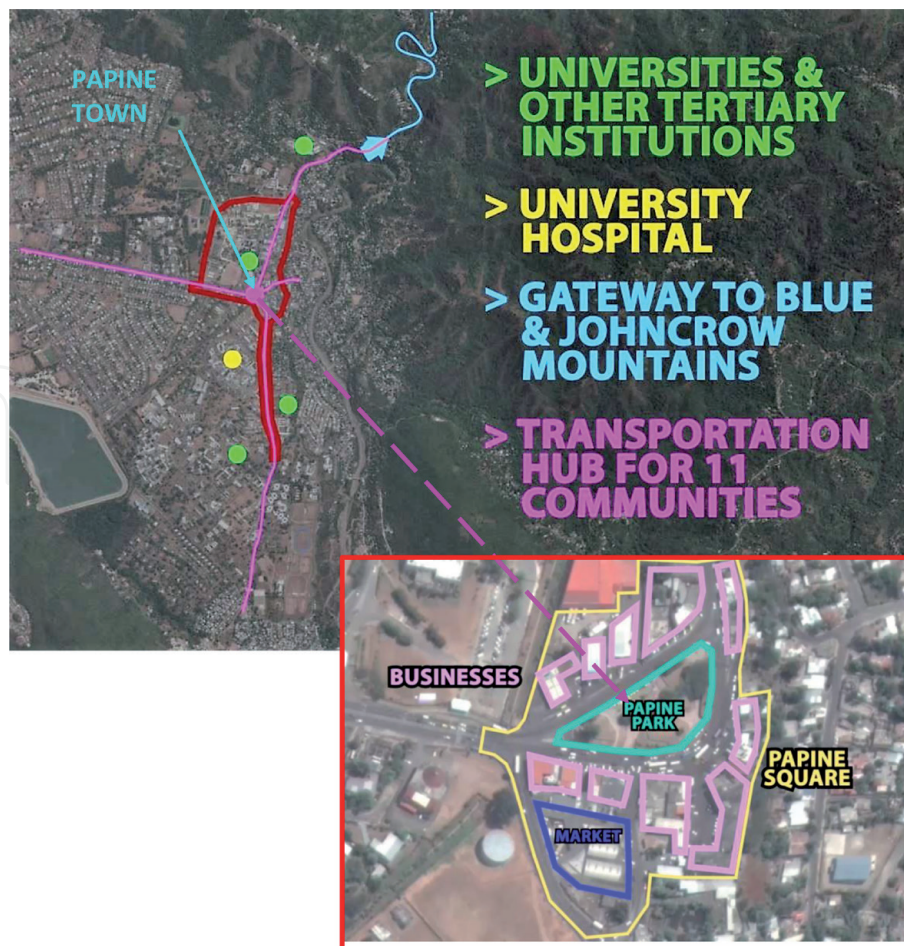 PAPINE
TOWN
> UNIVERSITIES &
OTHER TERTIARY
INSTITUTIONS
> UNIVERSITY
HOSPITAL
> GATEWAY TO BLUE
& JOHNCROW
MOUNTAINS
> TRANSPORTATION
HUB FOR 11
COMMUNITIES
BUSINESSES
PAPINE
PARK
PAPINE
SQUARE
MARKET